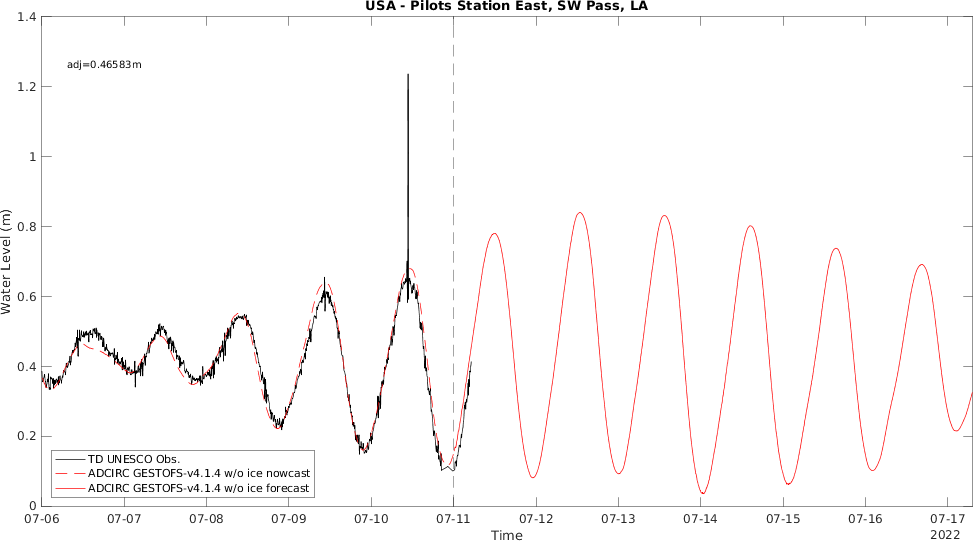 USA - Pilots Station East, SW Pass, LA
1.4
adj=0.46583m
1.2
1
0.8
Water Level (m)
0.6
0.4
0.2
0
TD UNESCO Obs.
ADCIRC GESTOFS-v4.1.4 w/o ice nowcast
ADCIRC GESTOFS-v4.1.4 w/o ice forecast
07-06 07-07 07-08 07-09 07-10 07-11 07-12 07-13 07-14 07-15 07-16 07-17
Time
2022